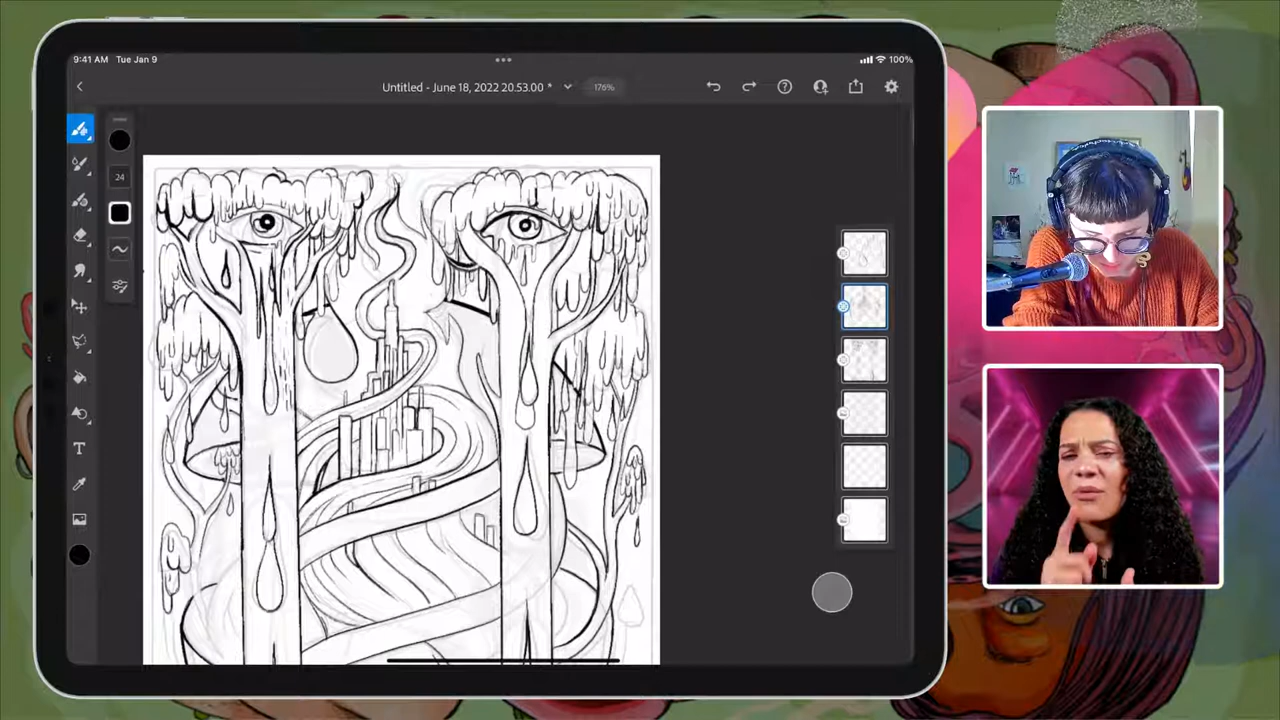 9:41 AM Tue Jan 9
100%
Untitled - June 18, 2022 20.53.00 *
176%
24
T